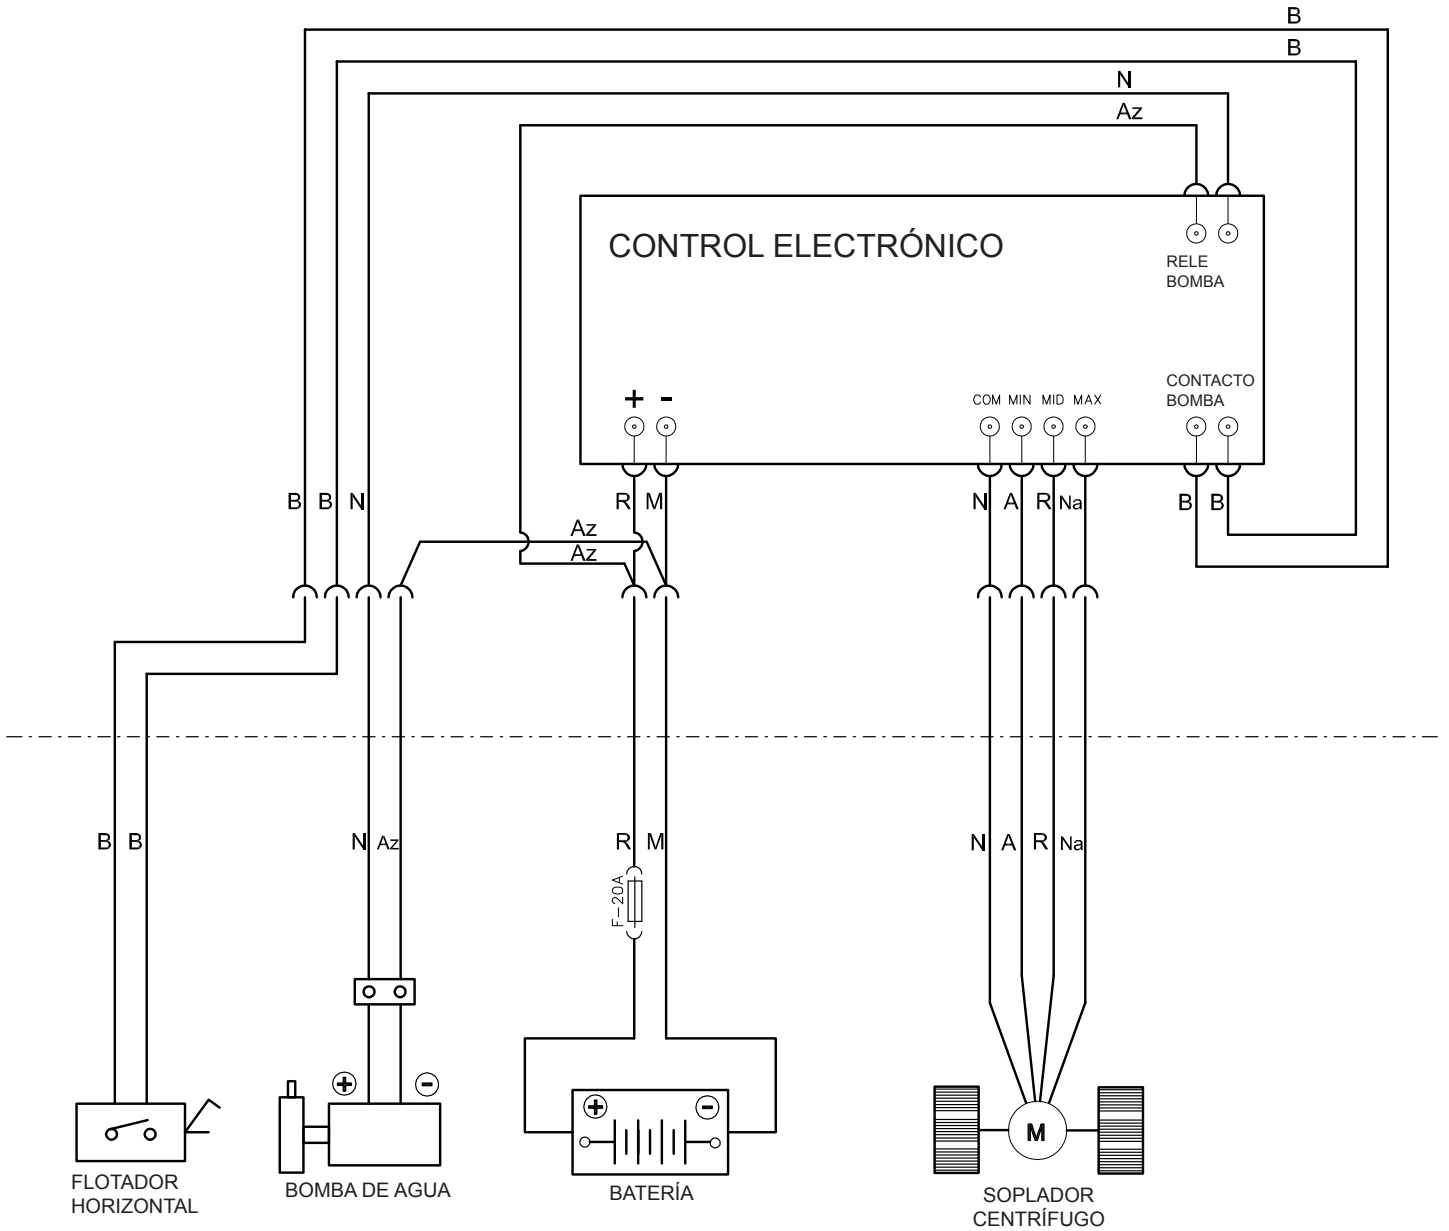 B
B
N
Az
CONTROL ELECTRÓNICO
RELE
BOMBA
CONTACTO
BOMBA
+ -
COM MIN MID MAX
B B N
R M
N A R Na
B B
Az
Az
B B
N Az
R M
N A R Na
F-20A
+ -
+ -
M
FLOTADOR
HORIZONTAL
BOMBA DE AGUA
BATERÍA
SOPLADOR
CENTRÍFUGO